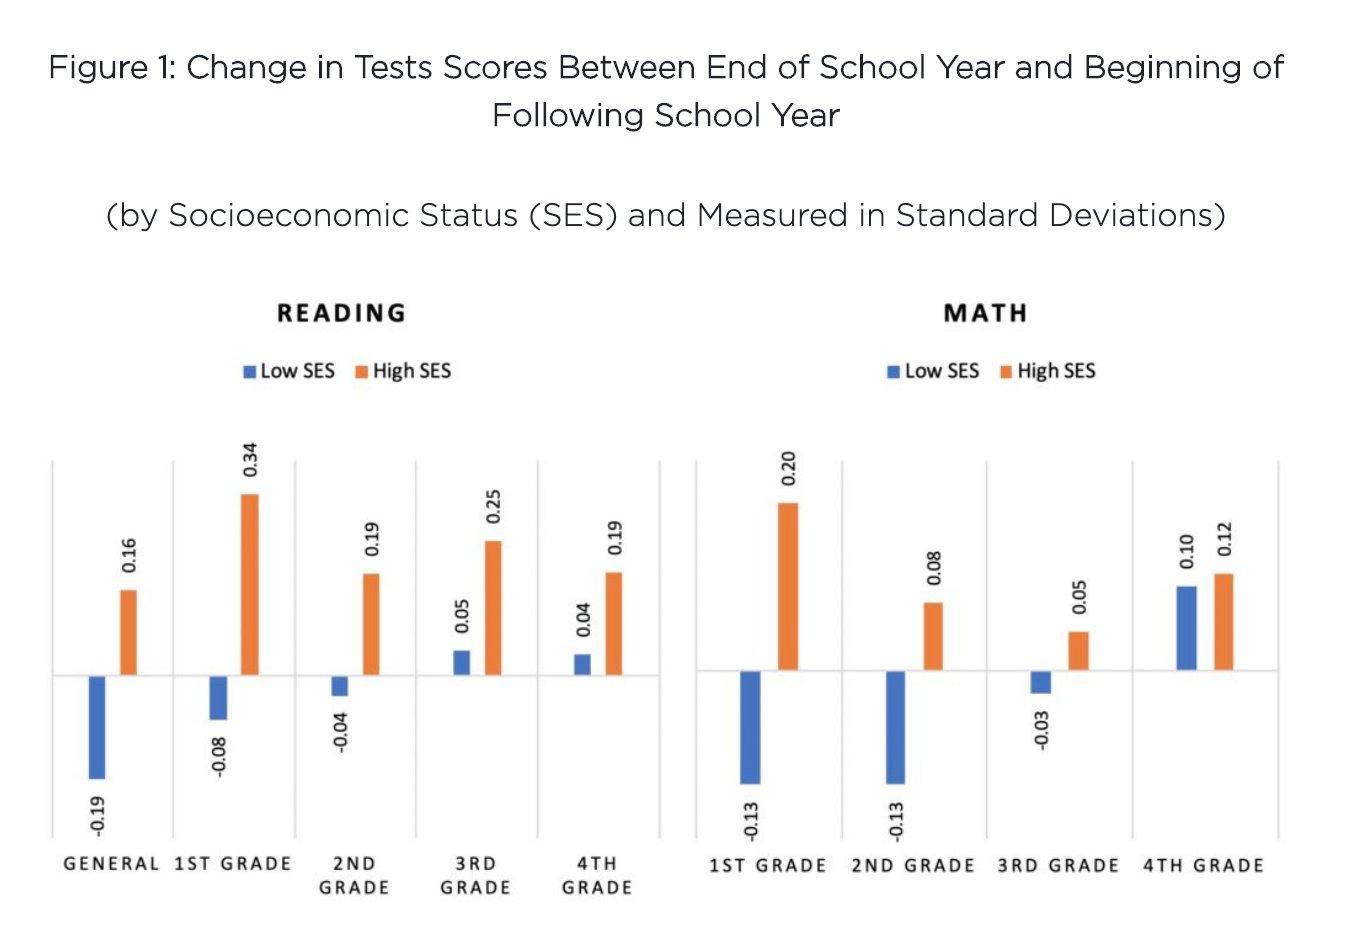 Figure 1: Change in Tests Scores Between End of School Year and Beginning of
Following School Year
(by Socioeconomic Status (SES) and Measured in Standard Deviations)
READING
Low SES High SES
0.16
-0.19
0.34
-0.08
0.19
-0.04
0.05
0.25
0.04
0.19
GENERAL 1ST GRADE 2ND GRADE 3RD GRADE 4TH GRADE
MATH
Low SES High SES
-0.13
0.20
-0.13
0.08
-0.03
0.05
0.10
0.12
1ST GRADE 2ND GRADE 3RD GRADE 4TH GRADE